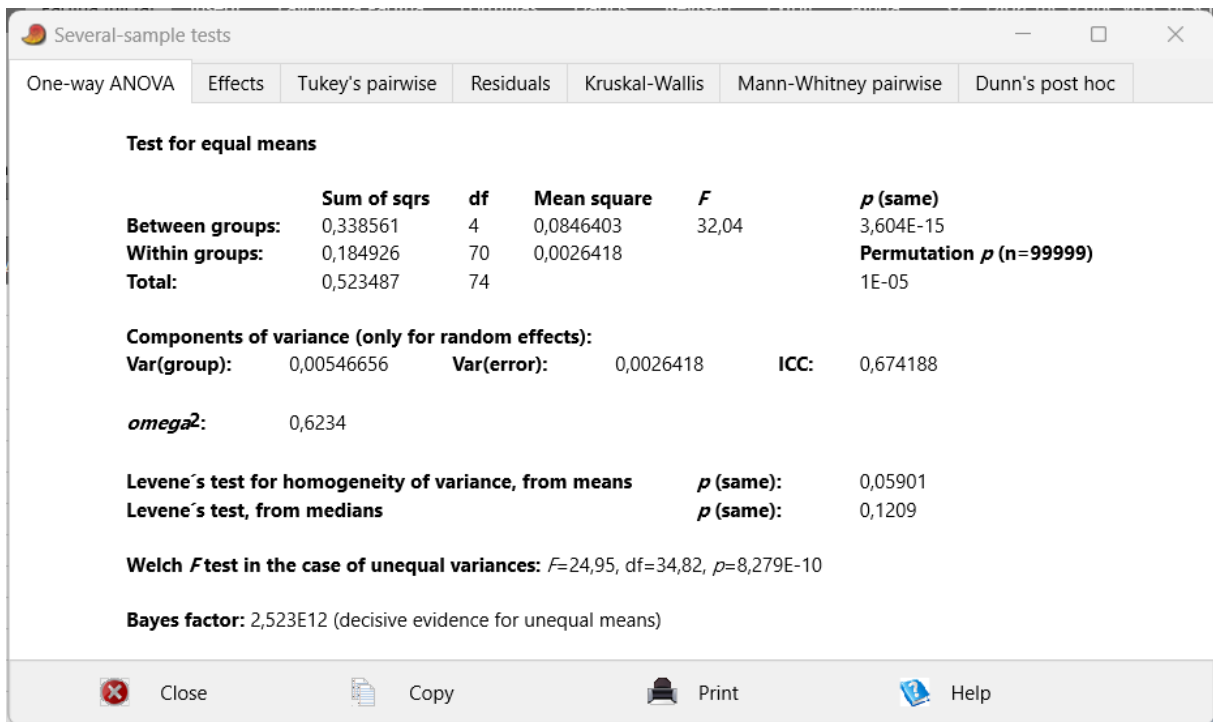 Several-sample tests
One-way ANOVA Effects Tukey's pairwise Residuals Kruskal-Wallis Mann-Whitney pairwise Dunn's post hoc
Test for equal means
Sum of sqrs df Mean square F p (same)
Between groups: 0,338561 4 0,0846403 32,04 3,604E-15
Within groups: 0,184926 70 0,0026418 Permutation p (n=99999)
Total: 0,523487 74 1E-05
Components of variance (only for random effects):
Var(group): 0,00546656 Var(error): 0,0026418 ICC: 0,674188
omega2: 0,6234
Levene´s test for homogeneity of variance, from means p (same): 0,05901
Levene´s test, from medians p (same): 0,1209
Welch F test in the case of unequal variances: F=24,95, df=34,82, p=8,279E-10
Bayes factor: 2,523E12 (decisive evidence for unequal means)
Close Copy Print Help